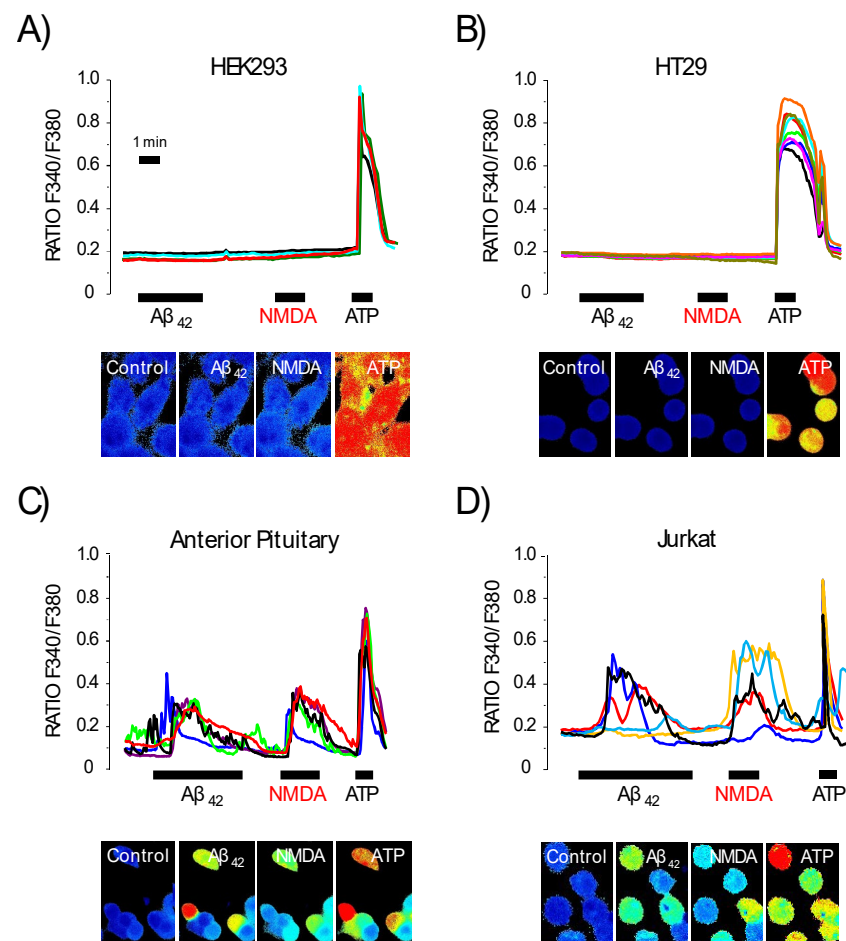 A)
HEK293
RATIO F340/F380
1.0
0.8
0.6
0.4
0.2
0
1 min
Aβ 42
NMDA
ATP
Control
Aβ 42
NMDA
ATP
B)
HT29
RATIO F340/F380
1.0
0.8
0.6
0.4
0.2
0
Aβ 42
NMDA
ATP
Control
Aβ 42
NMDA
ATP
C)
Anterior Pituitary
RATIO F340/F380
1.0
0.8
0.6
0.4
0.2
0
Aβ 42
NMDA
ATP
Control
Aβ 42
NMDA
ATP
D)
Jurkat
RATIO F340/F380
1.0
0.8
0.6
0.4
0.2
0
Aβ 42
NMDA
ATP
Control
Aβ 42
NMDA
ATP